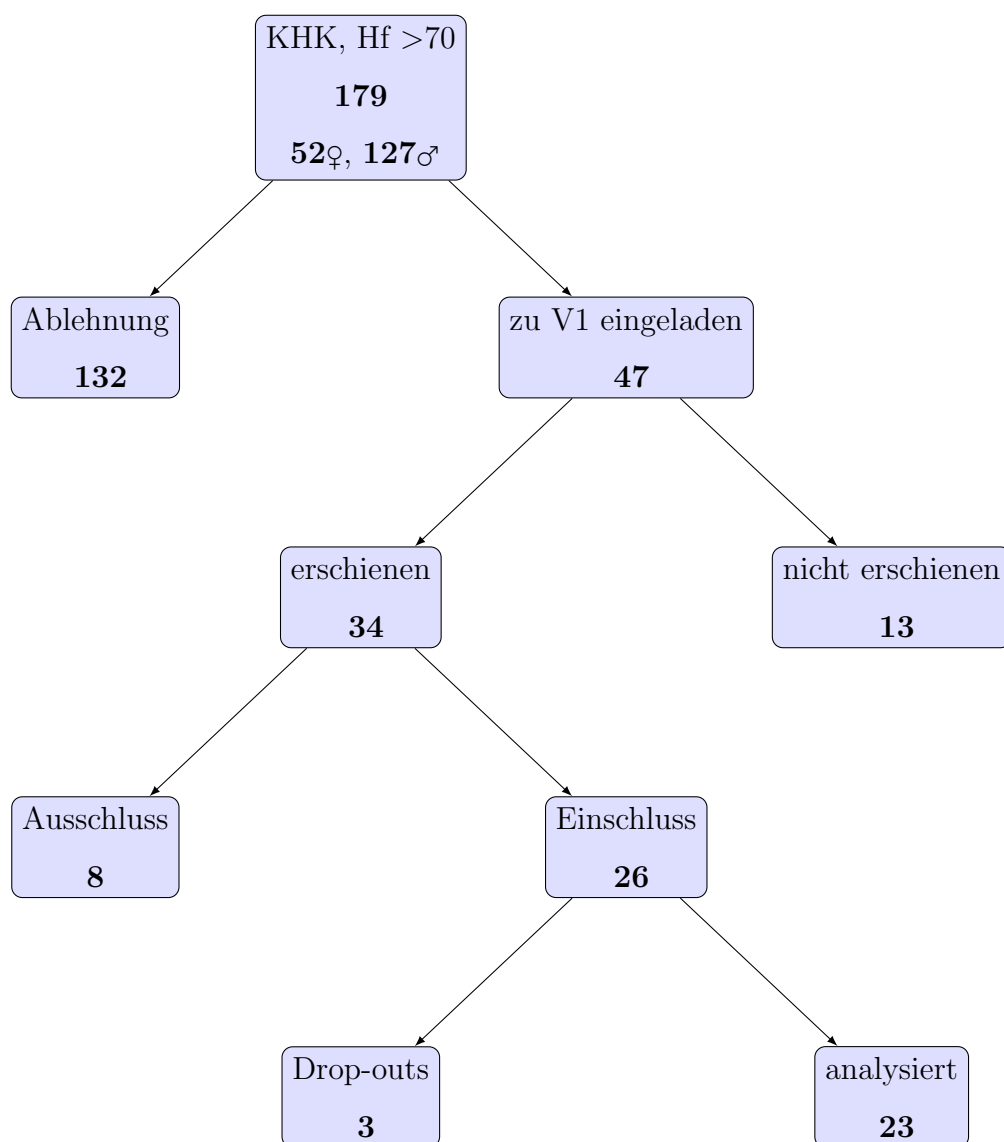 KHK, Hf >70
179
52♀, 127♂
Ablehnung
132
zu V1 eingeladen
47
erschienen
34
nicht erschienen
13
Ausschluss
8
Einschluss
26
Drop-outs
3
analysiert
23